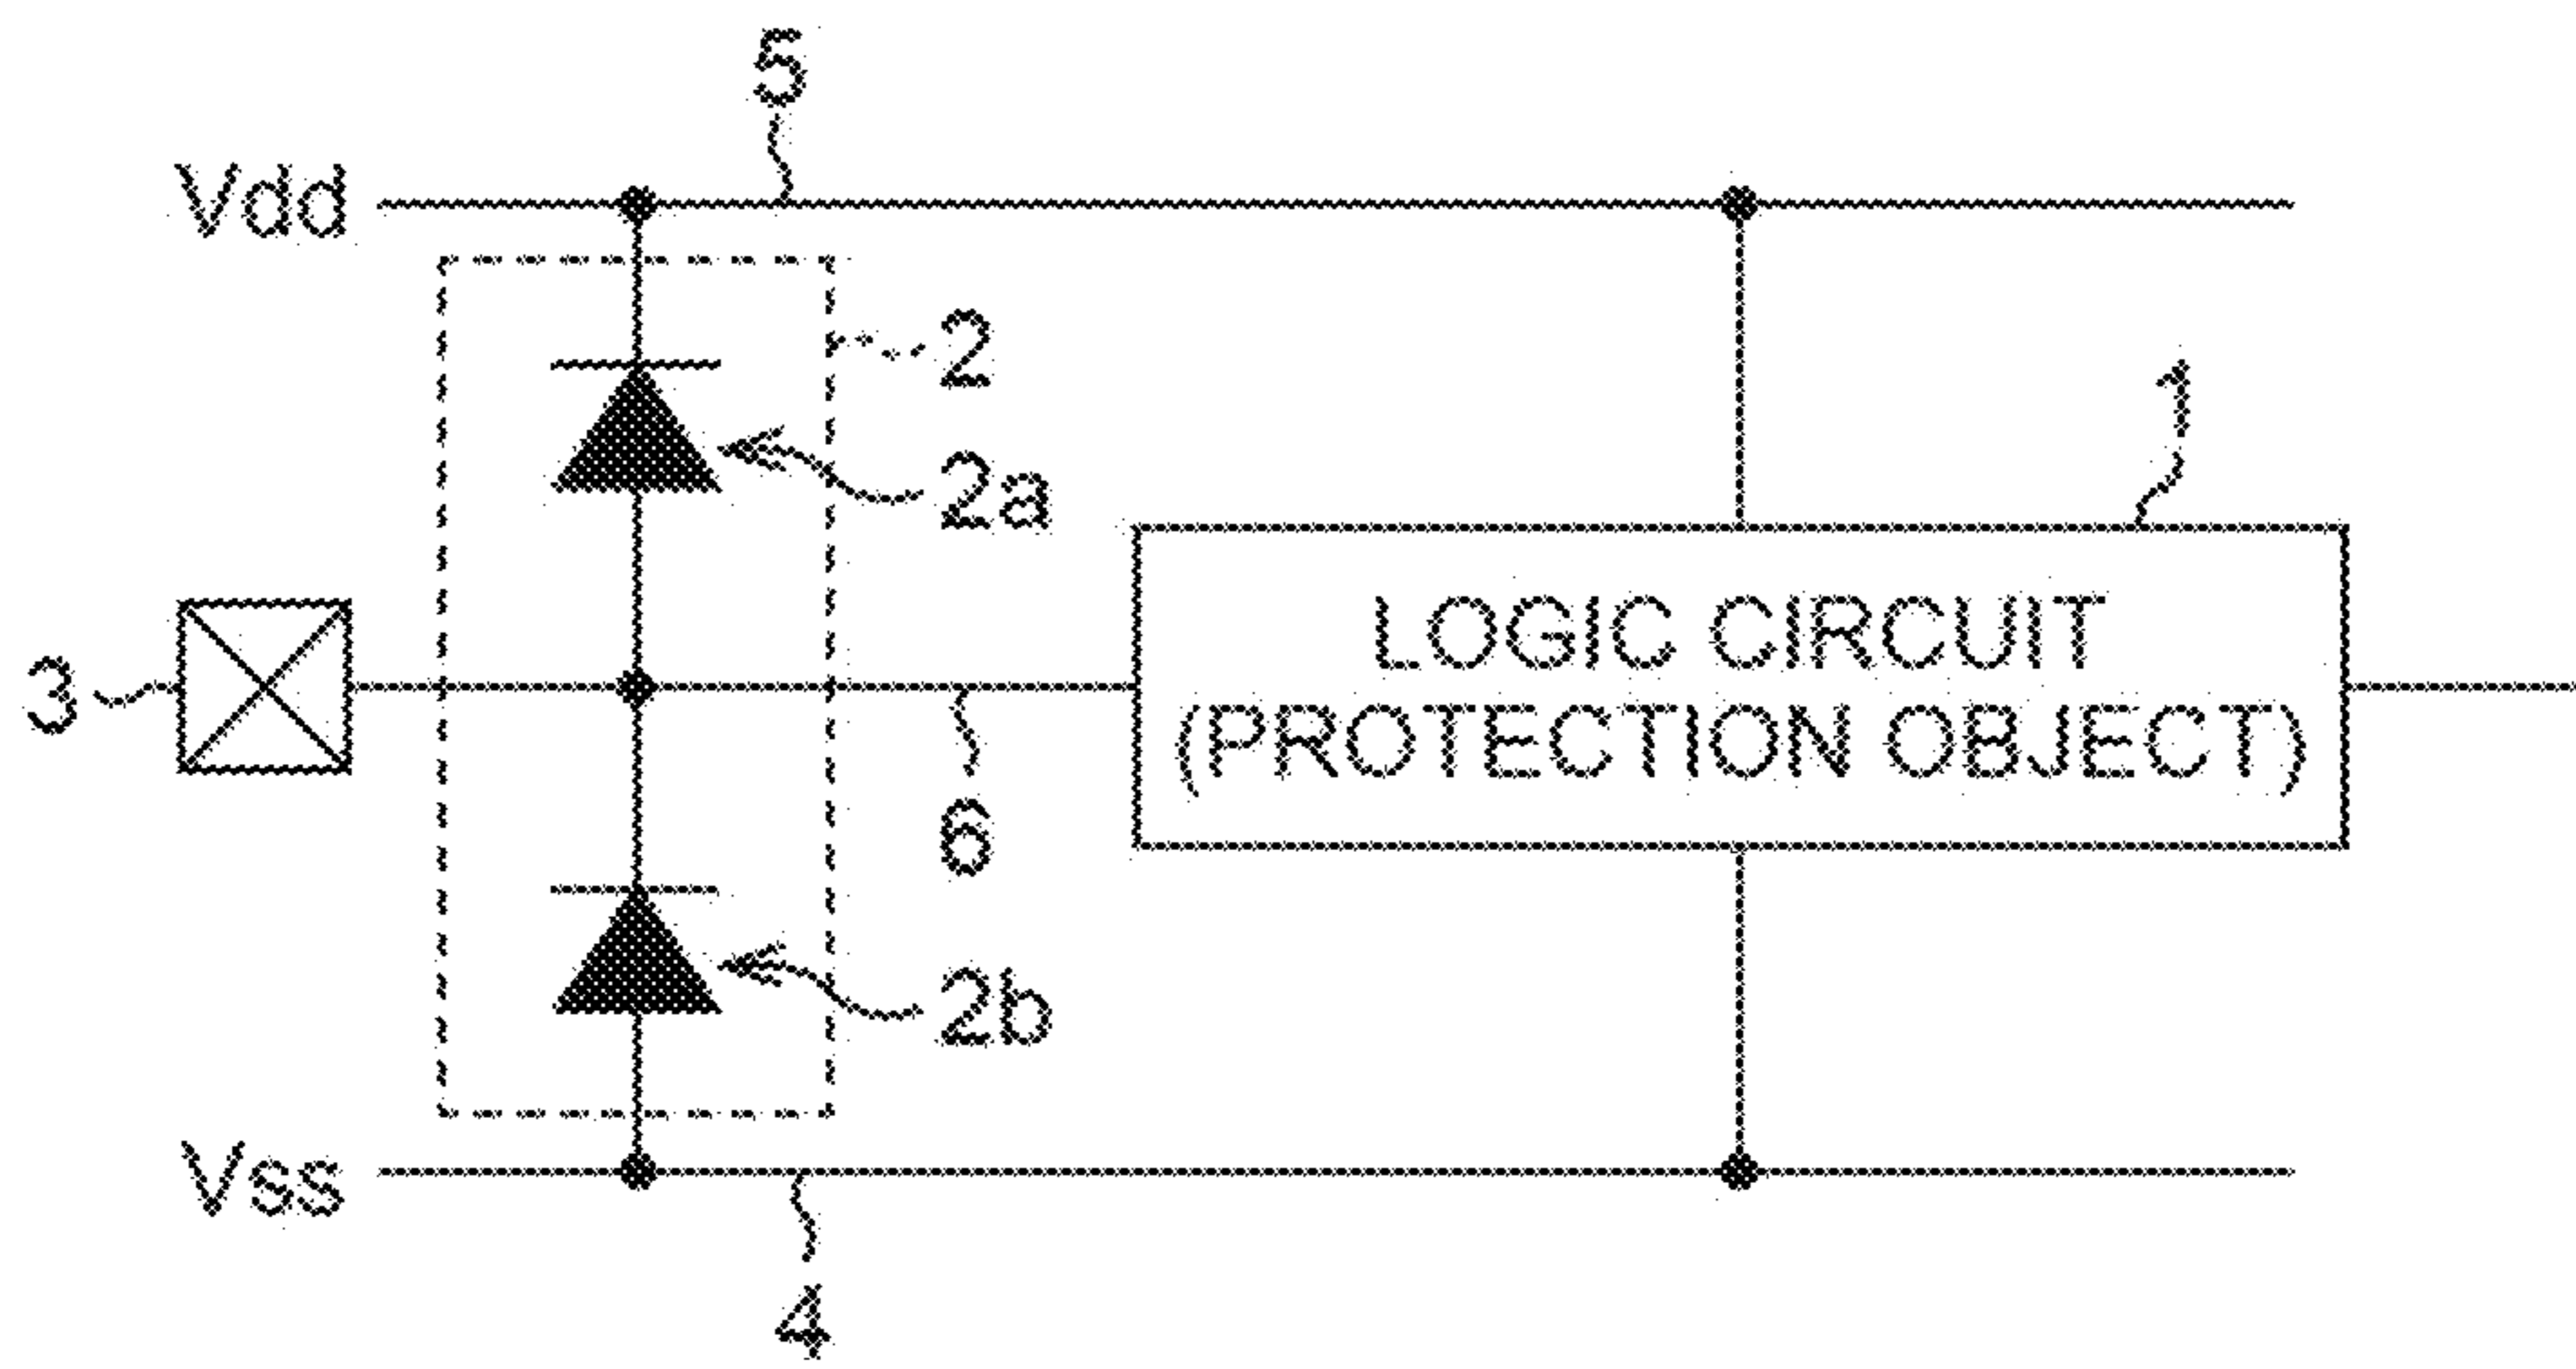 5
Vdd
2
1
2a
LOGIC CIRCUIT
(PROTECTION OBJECT)
3
6
2b
Vss
4